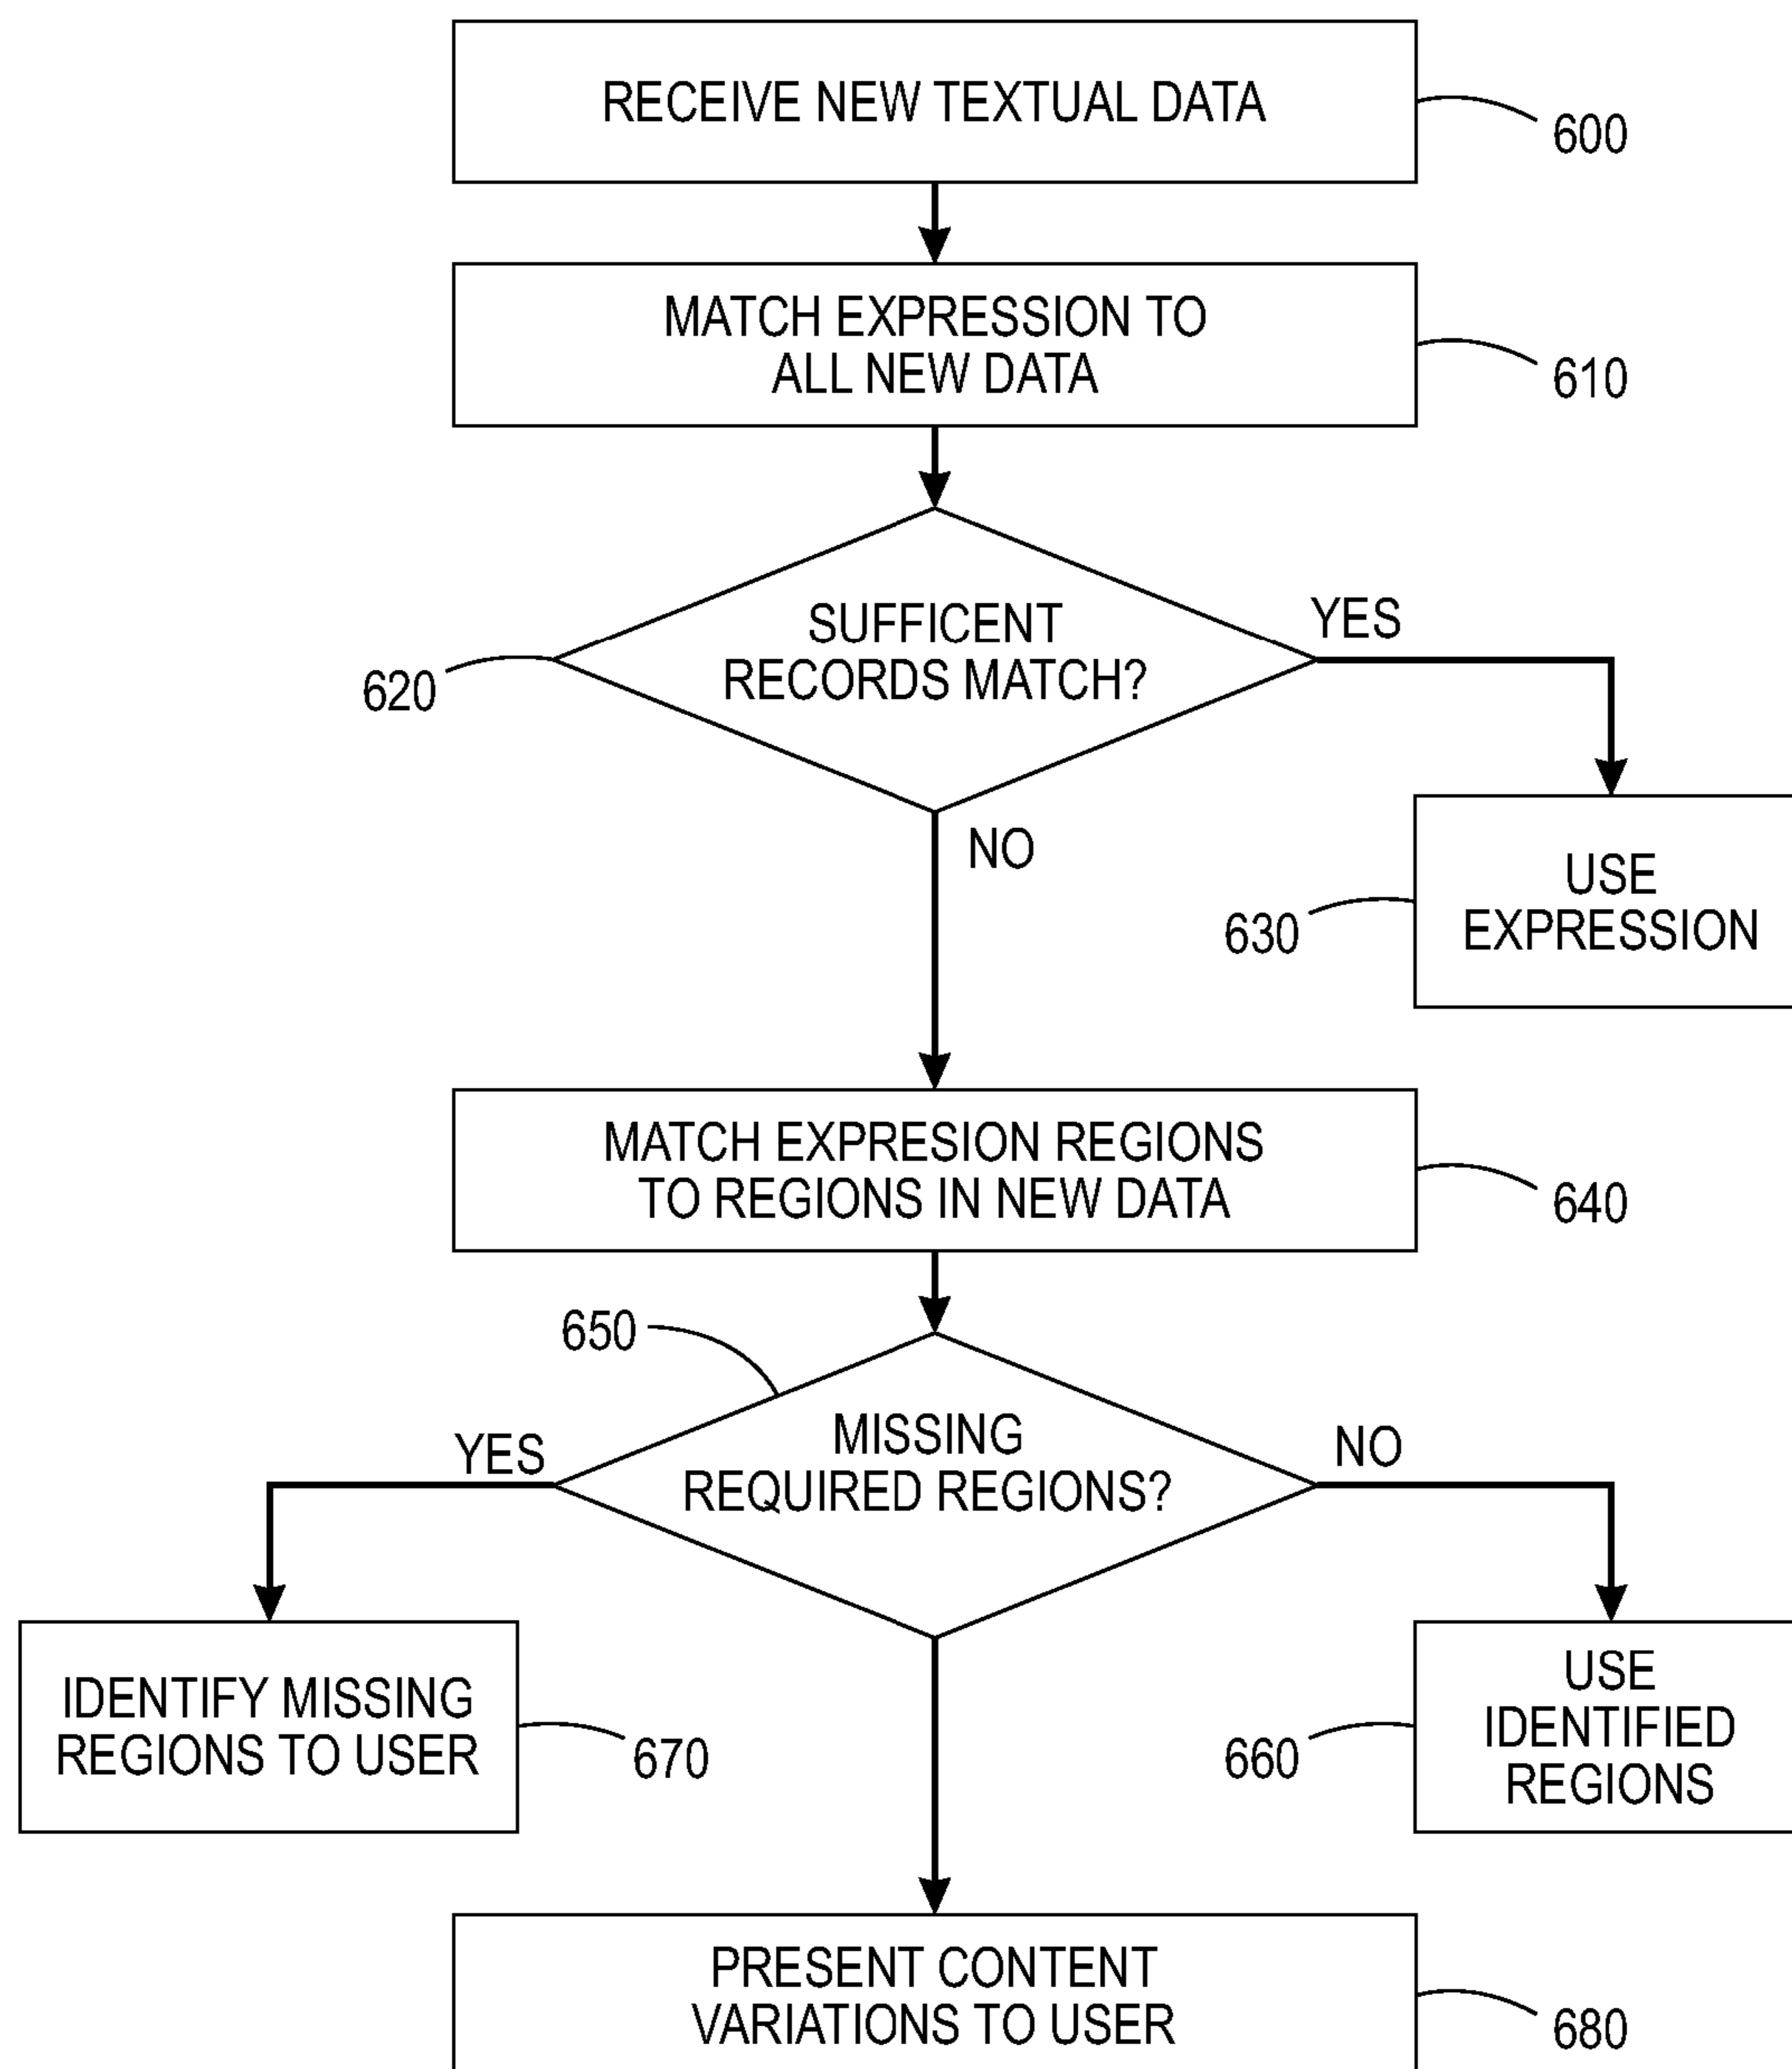 RECEIVE NEW TEXTUAL DATA
600
MATCH EXPRESSION TO
ALL NEW DATA
610
SUFFICENT
RECORDS MATCH?
YES
620
NO
USE
EXPRESSION
630
MATCH EXPRESION REGIONS
TO REGIONS IN NEW DATA
640
650
MISSING
REQUIRED REGIONS?
YES
NO
IDENTIFY MISSING
REGIONS TO USER
670
USE
IDENTIFIED
REGIONS
660
PRESENT CONTENT
VARIATIONS TO USER
680